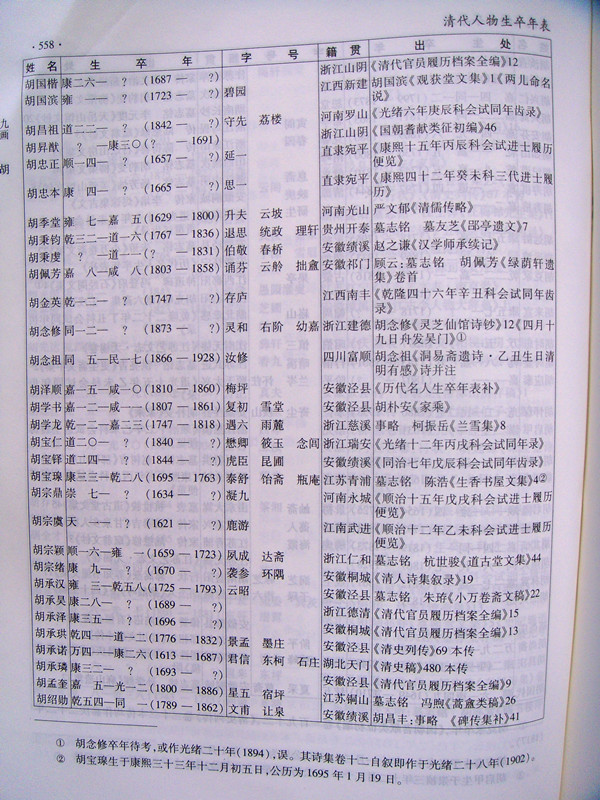 清代人物生卒年表
·558·
姓名 生卒年 字号 籍贯 出处
九画
胡
胡国楷 康二六—？(1687—？) 浙江山阴 《清代官员履历档案全编》12
胡国滨 雍一—？(1723—？) 碧园 江西新建 胡国滨《观获堂文集》1《两儿命名
说》
胡昌祖 道二二—？(1842—？) 守先 荔楼 河南罗山 《光绪六年庚辰科会试同年齿录》
胡昇猷 ？—康三〇(？—1691) 浙江山阴 《国朝耆献类征初编》46
胡忠正 顺一四—？(1657—？) 延一 直隶宛平 《康熙十五年丙辰科会试进士履历
便览》
胡忠本 康四—？(1665—？) 思一 直隶宛平 《康熙四十二年癸未科三代进士履
历》
胡季堂 雍七—嘉五(1629—1800) 升夫 云坡 河南光山 严文郁《清儒传略》
胡秉钧 乾三二—道一六(1767—1836) 退思 统政 理轩 贵州开泰 墓志铭 墓友芝《郘亭遗文》7
胡秉虔 ？—道一一(？—1831) 伯敬 春桥 安徽绩溪 赵之谦《汉学师承续记》
胡佩芳 嘉八—咸八(1803—1858) 诵芬 云舲 拙盦 安徽祁门 顾云：墓志铭 胡佩芳《绿荫轩遗
集》卷首
胡金英 乾一二—？(1747—？) 存庐 江西南丰 《乾隆四十六年辛丑科会试同年齿
录》
胡念修 同一二—？(1873—？) 灵和 右阶 幼嘉 浙江建德 胡念修《灵芝仙馆诗钞》12《四月十
九日舟发吴门》①
胡念祖 同五—民一七(1866—1928) 汝修 四川富顺 胡念祖《洞易斋遗诗·乙丑生日清
明有感》诗并注
胡泽顺 嘉一五—咸一〇(1810—1860) 梅坪 安徽泾县 《历代名人生卒年表补》
胡学书 嘉一二—咸一一(1807—1861) 复初 雪堂 安徽泾县 胡朴安《家乘》
胡学龙 乾一二—嘉二三(1747—1818) 遇六 雨麓 浙江慈溪 事略 柯振岳《兰雪集》8
胡宝仁 道二〇—？(1840—？) 懋卿 筱玉 念闾 浙江瑞安 《光绪十二年丙戌科会试同年录》
胡宝铎 道二四—？(1844—？) 虎臣 昆圃 安徽绩溪 《同治七年戊辰科会试同年齿录》
胡宝瑔 康三三—乾二八(1695—1763) 泰舒 饴斋 瓶庵 江苏青浦 墓志铭 陈浩《生香书屋文集》4②
胡宗鼎 崇七—？(1634—？) 凝九 河南永城 《顺治十五年戊戌科会试进士履历
便览》
胡宗虞 天一—？(1621—？) 鹿游 江南武进 《顺治十二年乙未科会试进士履历
便览》
胡宗颖 顺一六—雍一(1659—1723) 夙成 达斋 浙江仁和 墓志铭 杭世骏《道古堂文集》44
胡宗绪 康九—？(1670—？) 袭参 环隅 安徽桐城 《清人诗集叙录》19
胡承汉 雍三—乾五八(1725—1793) 云昭 安徽泾县 墓志铭 朱珔《小万卷斋文稿》22
胡承昊 康二八—？(1689—？) 浙江德清 《清代官员履历档案全编》15
胡承泽 康三五—？(1696—？) 安徽桐城 《清代官员履历档案全编》13
胡承珙 乾四一—道一二(1776—1832) 景孟 墨庄 安徽泾县 《清史列传》69 本传
胡承诺 万四一—康二六(1613—1687) 君信 东柯 石庄 湖北天门 《清史稿》480 本传
胡承璘 康三二—？(1693—？) 安徽泾县 《清代官员履历档案全编》9
胡孟奎 嘉五—光一二(1800—1886) 星五 宿坪 江苏铜山 墓志铭 冯煦《蒿盦类稿》26
胡绍勋 乾五四—同一(1789—1862) 文甫 让泉 安徽绩溪 胡昌丰：事略 《碑传集补》41
① 胡念修卒年待考，或作光绪二十年(1894)，误。其诗集卷十二自叙即作于光绪二十八年(1902)。
② 胡宝瑔生于康熙三十三年十二月初五日，公历为1695年1月19日。